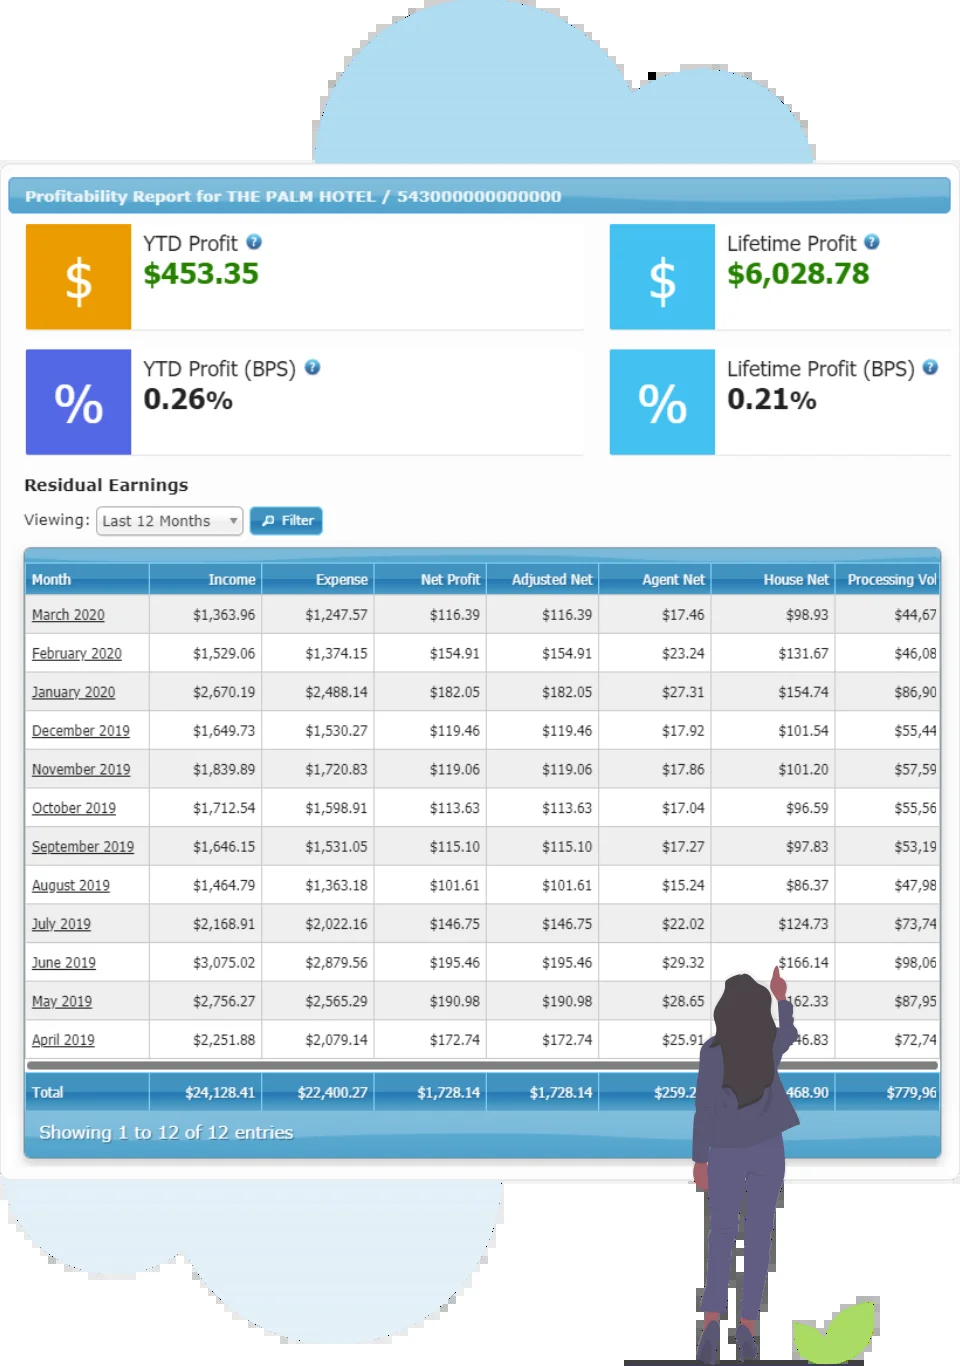 Profitability Report for THE PALM HOTEL / 543000000000000
$ YTD Profit ? $ Lifetime Profit ?
$453.35 $6,028.78
% YTD Profit (BPS) ? % Lifetime Profit (BPS) ?
0.26% 0.21%
Residual Earnings
Viewing: Last 12 Months Filter
Month Income Expense Net Profit Adjusted Net Agent Net House Net Processing Vol
March 2020 $1,363.96 $1,247.57 $116.39 $116.39 $17.46 $98.93 $44,67
February 2020 $1,529.06 $1,374.15 $154.91 $154.91 $23.24 $131.67 $46,08
January 2020 $2,670.19 $2,488.14 $182.05 $182.05 $27.31 $154.74 $86,90
December 2019 $1,649.73 $1,530.27 $119.46 $119.46 $17.92 $101.54 $55,44
November 2019 $1,839.89 $1,720.83 $119.06 $119.06 $17.86 $101.20 $57,59
October 2019 $1,712.54 $1,598.91 $113.63 $113.63 $17.04 $96.59 $55,56
September 2019 $1,646.15 $1,531.05 $115.10 $115.10 $17.27 $97.83 $53,19
August 2019 $1,464.79 $1,363.18 $101.61 $101.61 $15.24 $86.37 $47,98
July 2019 $2,168.91 $2,022.16 $146.75 $146.75 $22.02 $124.73 $73,74
June 2019 $3,075.02 $2,879.56 $195.46 $195.46 $29.32 $166.14 $98,06
May 2019 $2,756.27 $2,565.29 $190.98 $190.98 $28.65 162.33 $87,95
April 2019 $2,251.88 $2,079.14 $172.74 $172.74 $25.91 46.83 $72,74
Total $24,128.41 $22,400.27 $1,728.14 $1,728.14 $259.2 468.90 $779,96
Showing 1 to 12 of 12 entries